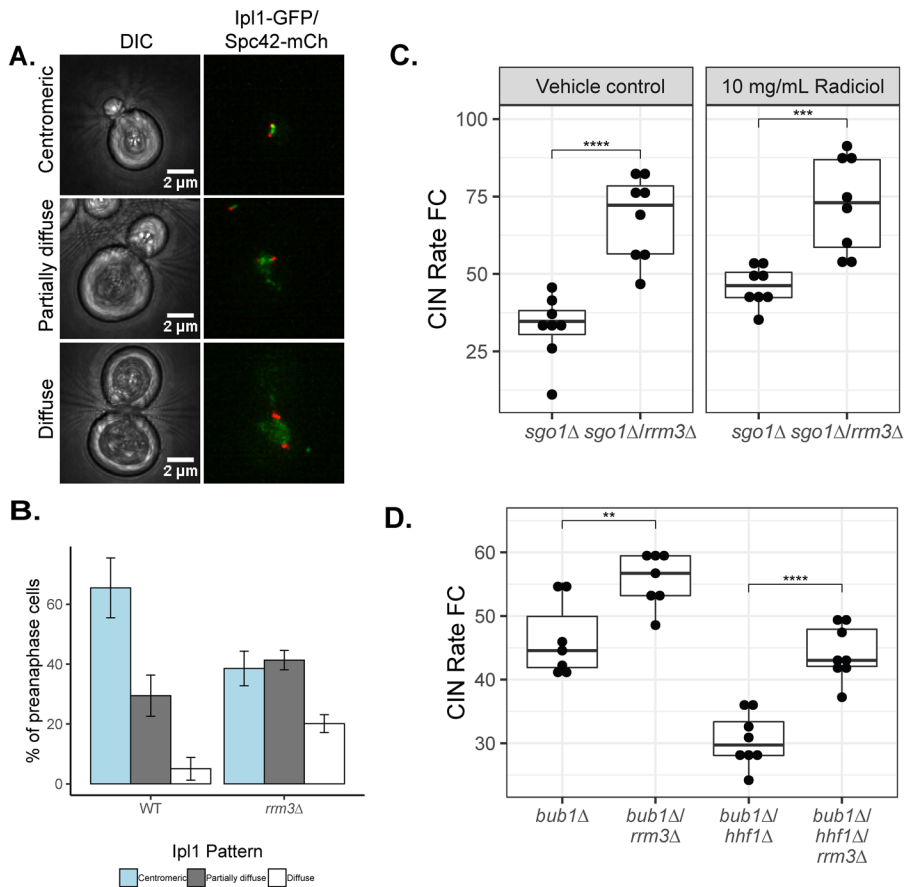 A.
DIC
Ipl1-GFP/
Spc42-mCh
Centromeric
2 µm
Partially diffuse
2 µm
Diffuse
2 µm
B.
% of preanaphase cells
60
40
20
0
WT
rrm3Δ
Ipl1 Pattern
Centromeric Partially diffuse Diffuse
C.
Vehicle control
10 mg/mL Radiciol
CIN Rate FC
100
75
50
25
****
***
sgo1Δ sgo1Δ/rrm3Δ
sgo1Δ sgo1Δ/rrm3Δ
D.
CIN Rate FC
60
50
40
30
**
****
bub1Δ
bub1Δ/
rrm3Δ
bub1Δ/
hhf1Δ
bub1Δ/
hhf1Δ/
rrm3Δ